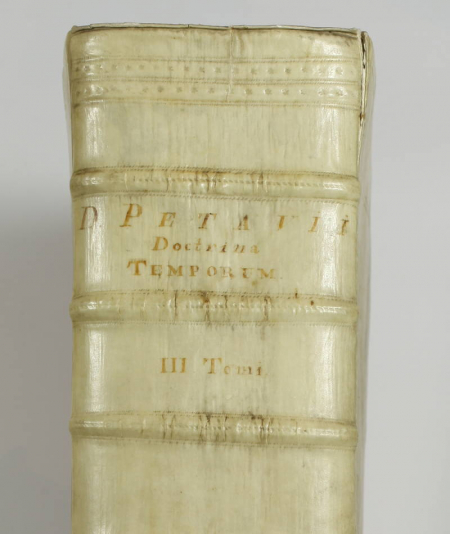 D. PETAVII
Doctrina
TEMPORUM
III Tomi